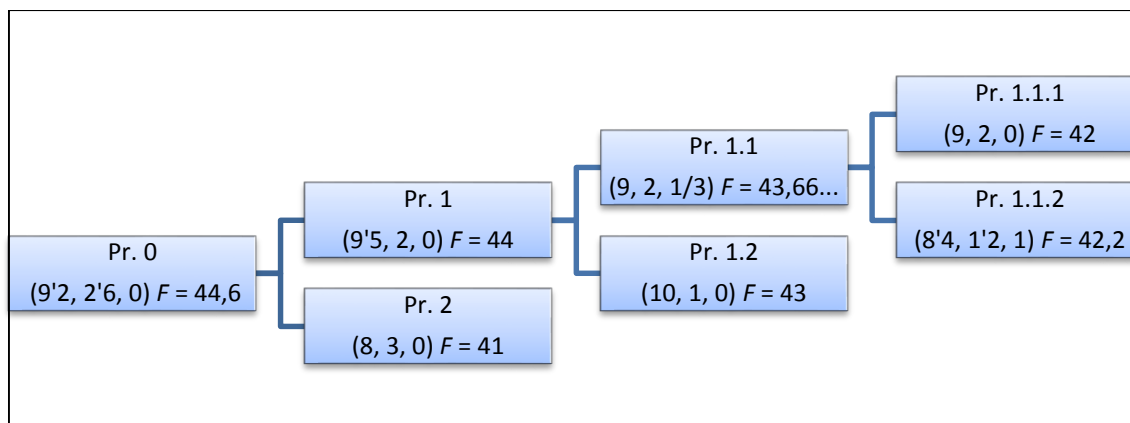 Pr. 0
(9'2, 2'6, 0) F = 44,6
Pr. 1
(9'5, 2, 0) F = 44
Pr. 2
(8, 3, 0) F = 41
Pr. 1.1
(9, 2, 1/3) F = 43,66...
Pr. 1.2
(10, 1, 0) F = 43
Pr. 1.1.1
(9, 2, 0) F = 42
Pr. 1.1.2
(8'4, 1'2, 1) F = 42,2